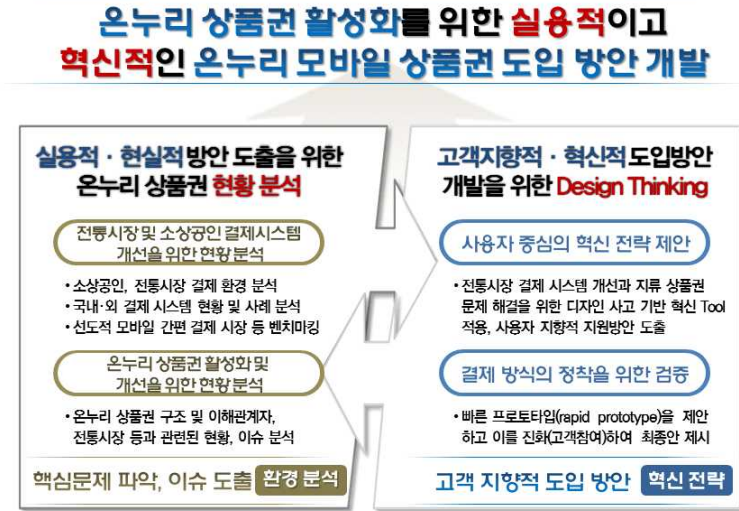 온누리 상품권 활성화를 위한 실용적이고
혁신적인 온누리 모바일 상품권 도입 방안 개발
실용적 · 현실적 방안 도출을 위한
온누리 상품권 현황 분석
전통시장 및 소상공인 결제시스템
개선을 위한 현황 분석
• 소상공인, 전통시장 결제 환경 분석
• 국내·외 결제 시스템 현황 및 사례 분석
• 선도적 모바일 간편 결제 시장 등 벤치마킹
온누리 상품권 활성화 및
개선을 위한 현황 분석
• 온누리 상품권 구조 및 이해관계자,
전통시장 등과 관련된 현황, 이슈 분석
핵심문제 파악, 이슈 도출 환경 분석
고객지향적 · 혁신적 도입방안
개발을 위한 Design Thinking
사용자 중심의 혁신 전략 제안
• 전통시장 결제 시스템 개선과 지류 상품권
문제 해결을 위한 디자인 사고 기반 혁신 Tool
적용, 사용자 지향적 지원방안 도출
결제 방식의 정착을 위한 검증
• 빠른 프로토타입(rapid prototype)을 제안
하고 이를 진화(고객참여)하여 최종안 제시
고객 지향적 도입 방안 혁신 전략